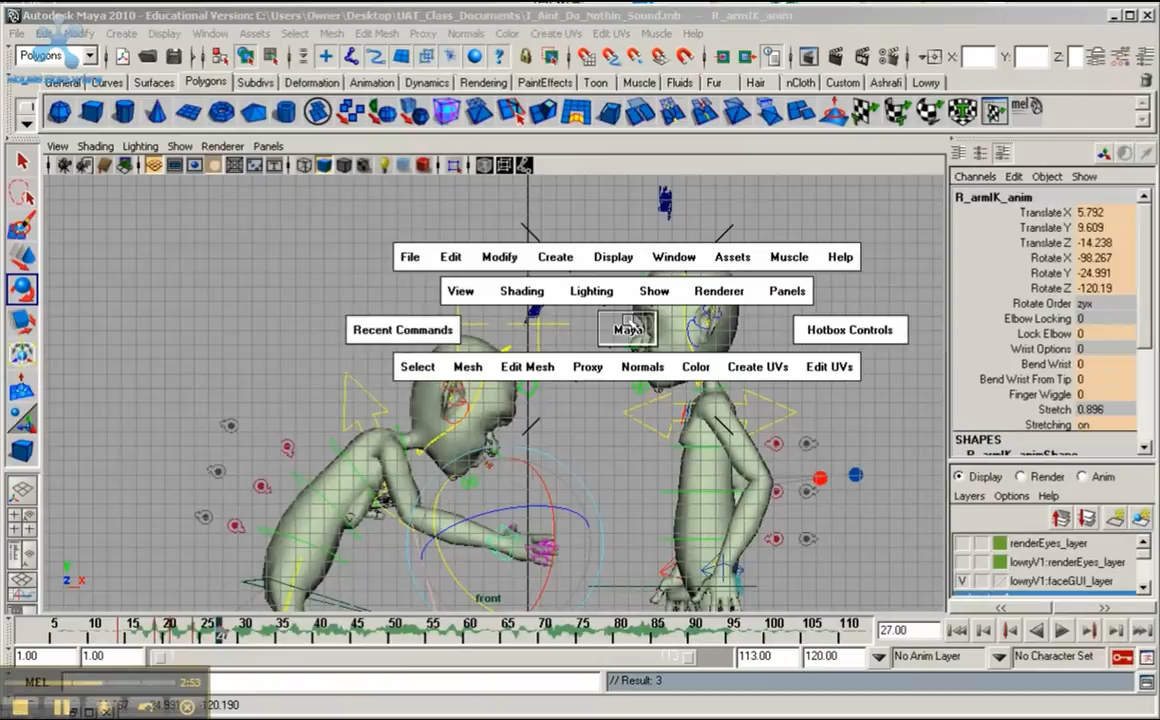 Autodesk Maya 2010 - Educational Version: C:\Users\Owner\Desktop\UAT_Class_Documents\I_Aint_Do_Nothin_Sound.mb - R_armIK_anim
File Edit Modify Create Display Window Assets Select Mesh Edit Mesh Proxy Normals Color Create UVs Edit UVs Muscle Help
Polygons X: Y: Z:
General Curves Surfaces Polygons Subdivs Deformation Animation Dynamics Rendering PaintEffects Toon Muscle Fluids Fur Hair nCloth Custom Ashrafi Lowry
mel
View Shading Lighting Show Renderer Panels
Channels Edit Object Show
R_armIK_anim
Translate X 5.792
Translate Y 9.609
Translate Z -14.238
Rotate X -98.267
Rotate Y -24.991
Rotate Z -120.19
Rotate Order zyx
Elbow Locking 0
Lock Elbow 0
Wrist Options 0
Bend Wrist 0
Bend Wrist From Tip 0
Finger Wiggle 0
Stretch 0.896
Stretching on
SHAPES
R_armIK_animShape
File Edit Modify Create Display Window Assets Muscle Help
View Shading Lighting Show Renderer Panels
Recent Commands Maya Hotbox Controls
Select Mesh Edit Mesh Proxy Normals Color Create UVs Edit UVs
Display Render Anim
Layers Options Help
renderEyes_layer
lowryV1:renderEyes_layer
V lowryV1:faceGUI_layer
y x
front
5 10 15 20 25 30 35 40 45 50 55 60 65 70 75 80 85 90 95 100 105 110
27.00
1.00 1.00 113 113.00 120.00 No Anim Layer No Character Set
MEL 2:53 // Result: 3
-24.991 -120.190